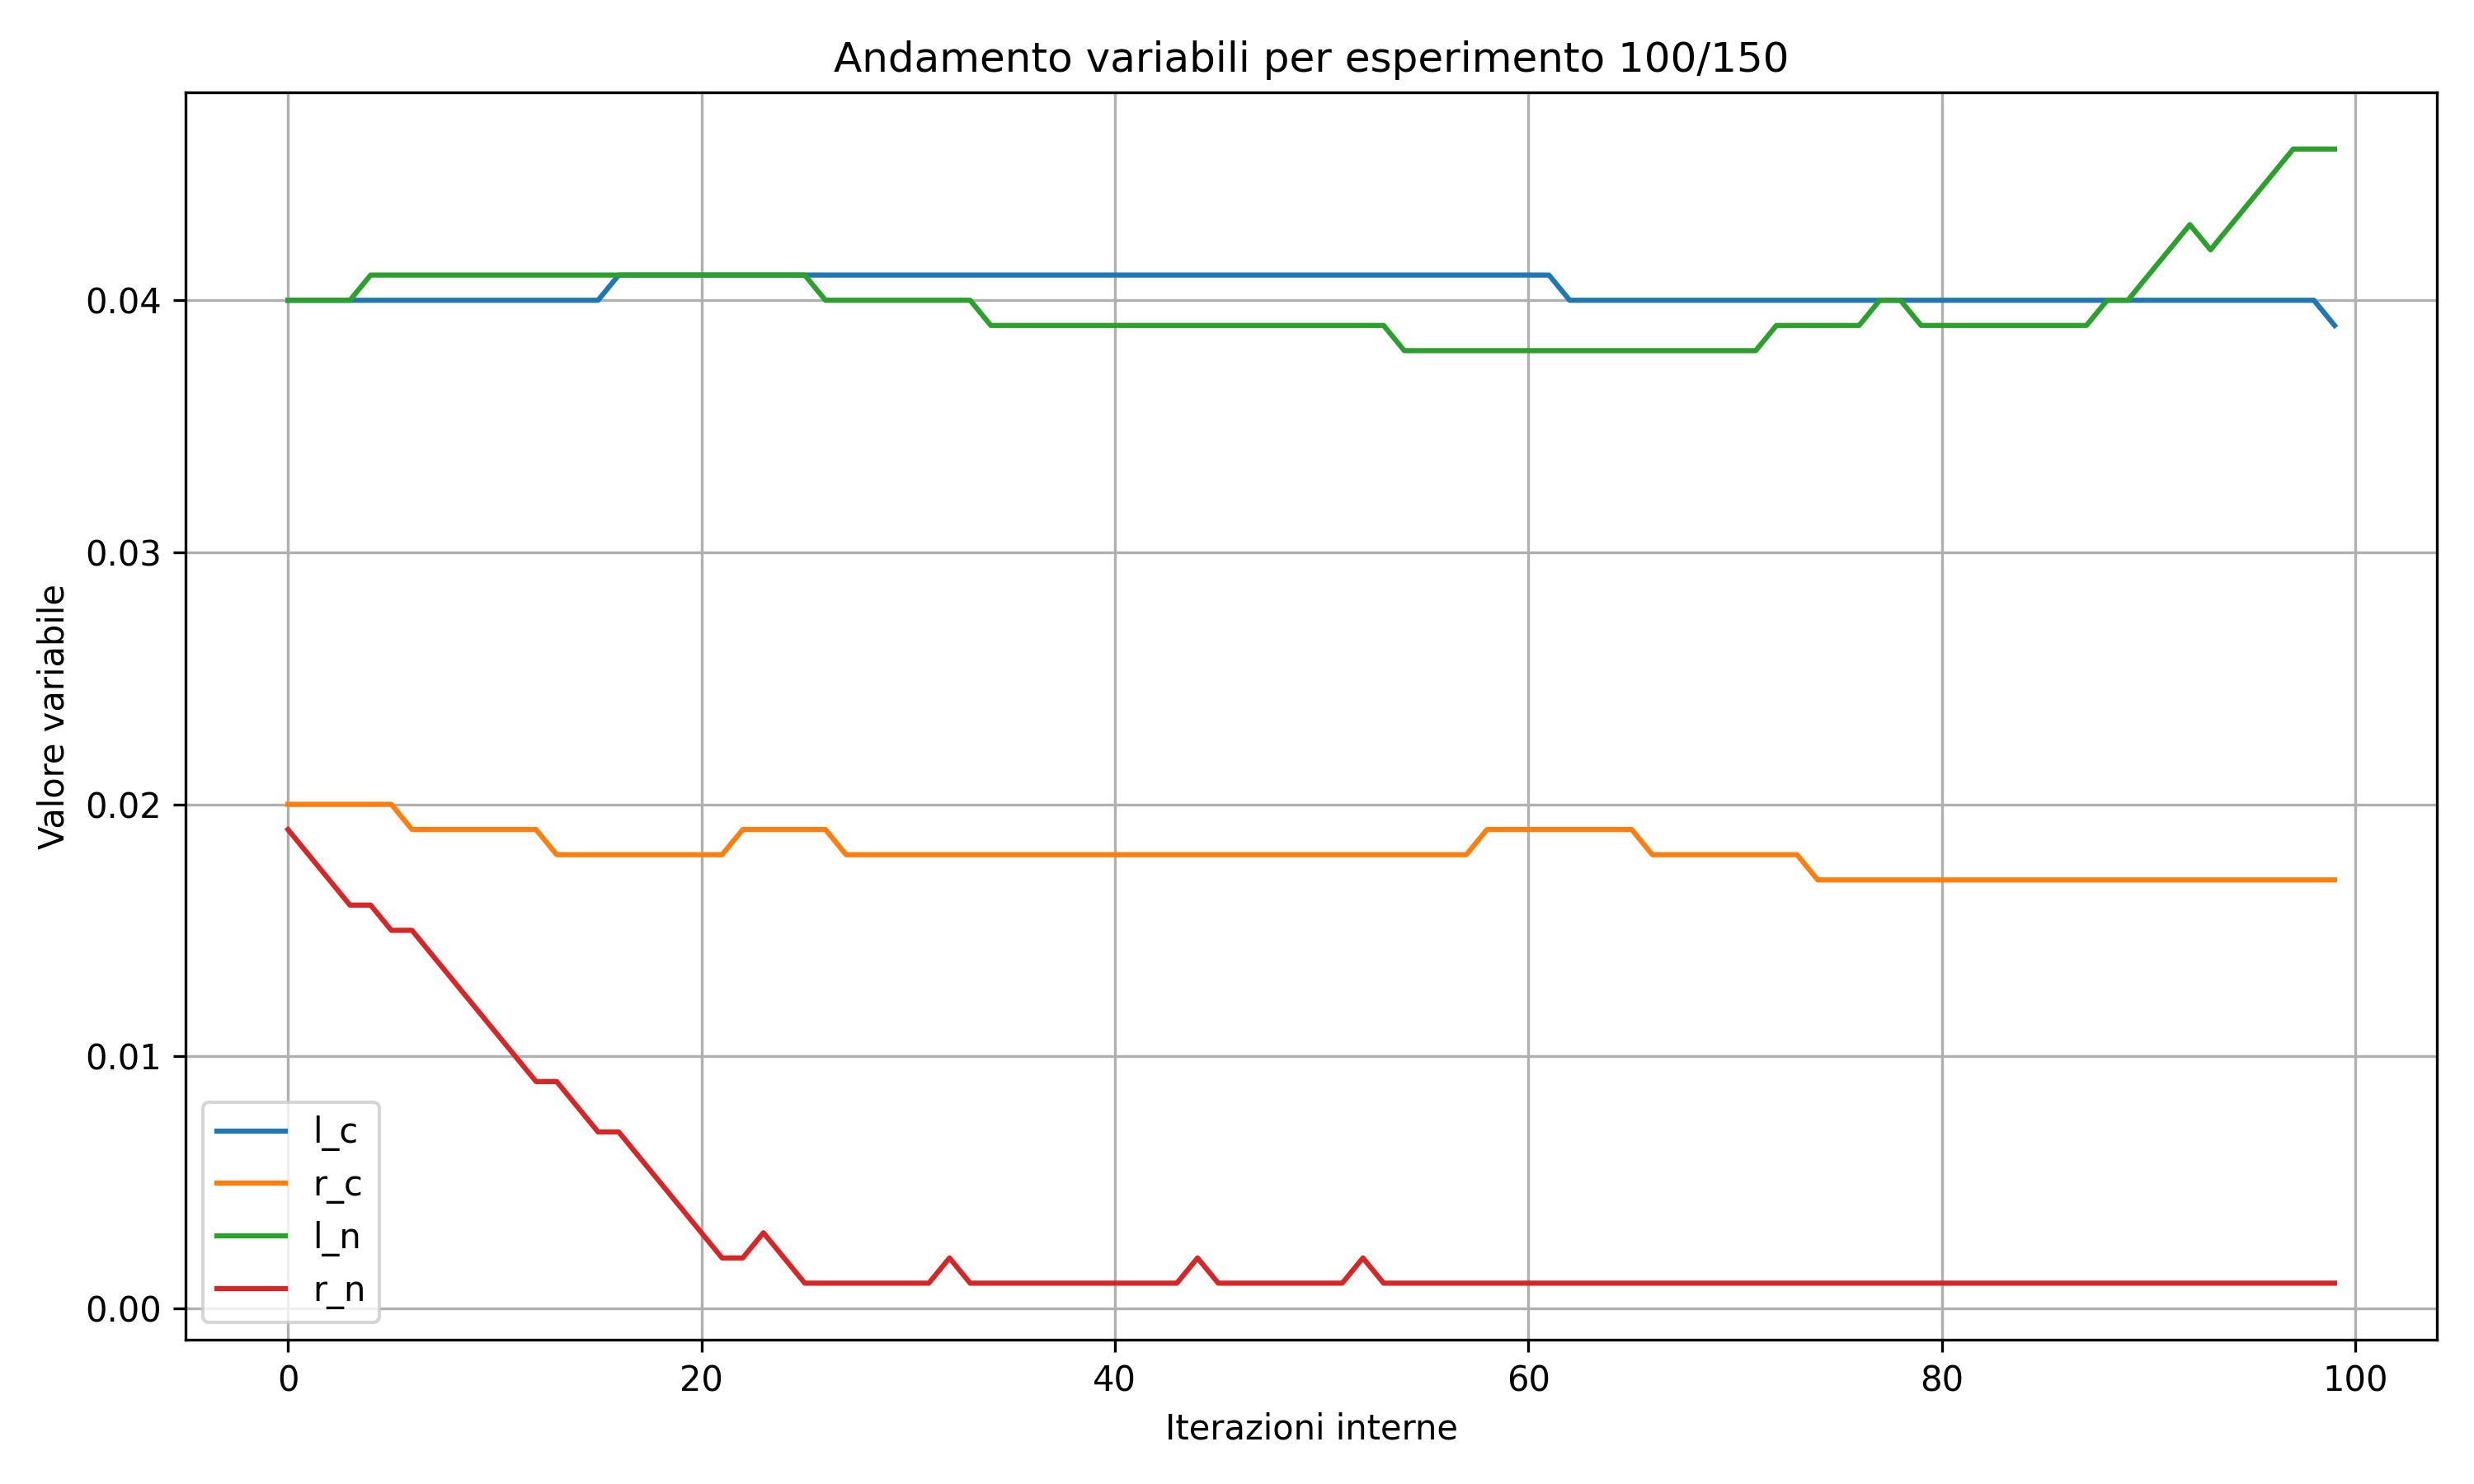 Andamento variabili per esperimento 100/150
Valore variabile
0.04
0.03
0.02
0.01
0.00
l_c
r_c
l_n
r_n
0 20 40 60 80 100
Iterazioni interne